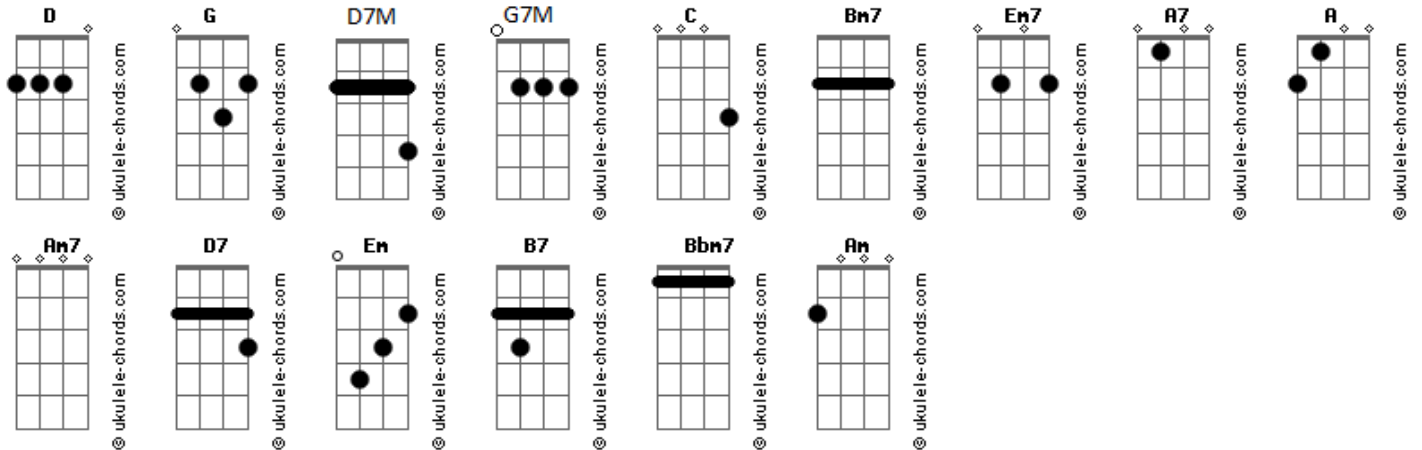 D G D7M G7M C Bm7 Em7 A7 A
© ukulele-chords.com © ukulele-chords.com © ukulele-chords.com © ukulele-chords.com © ukulele-chords.com © ukulele-chords.com © ukulele-chords.com © ukulele-chords.com © ukulele-chords.com
Am7 D7 Em B7 Bbm7 Am
© ukulele-chords.com © ukulele-chords.com © ukulele-chords.com © ukulele-chords.com © ukulele-chords.com © ukulele-chords.com